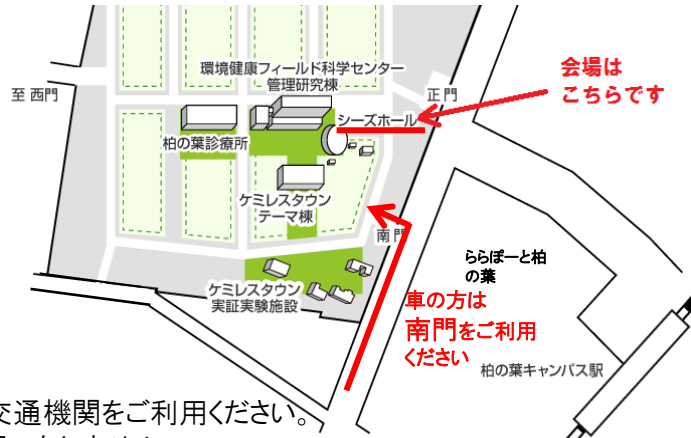 環境健康フィールド科学センター
管理研究棟
会場は
こちらです
至 西門
正門
シーズホール
柏の葉診療所
ケミレスタウン
テーマ棟
南門
ららぽーと柏
の葉
ケミレスタウン
実証実験施設
車の方は
南門をご利用
ください
柏の葉キャンパス駅
交通機関をご利用ください。